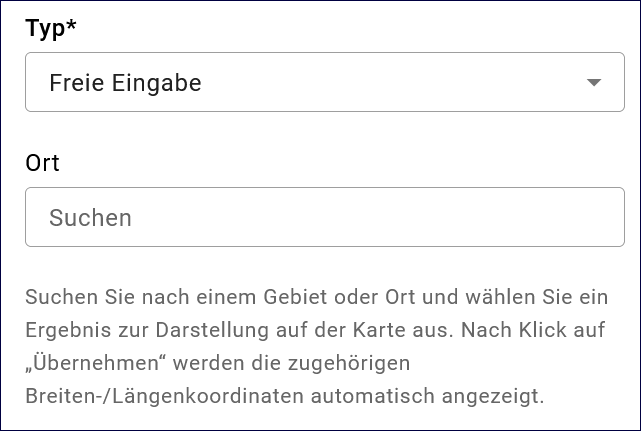 Typ*
Freie Eingabe
Ort
Suchen
Suchen Sie nach einem Gebiet oder Ort und wählen Sie ein
Ergebnis zur Darstellung auf der Karte aus. Nach Klick auf
„Übernehmen“ werden die zugehörigen
Breiten-/Längenkoordinaten automatisch angezeigt.